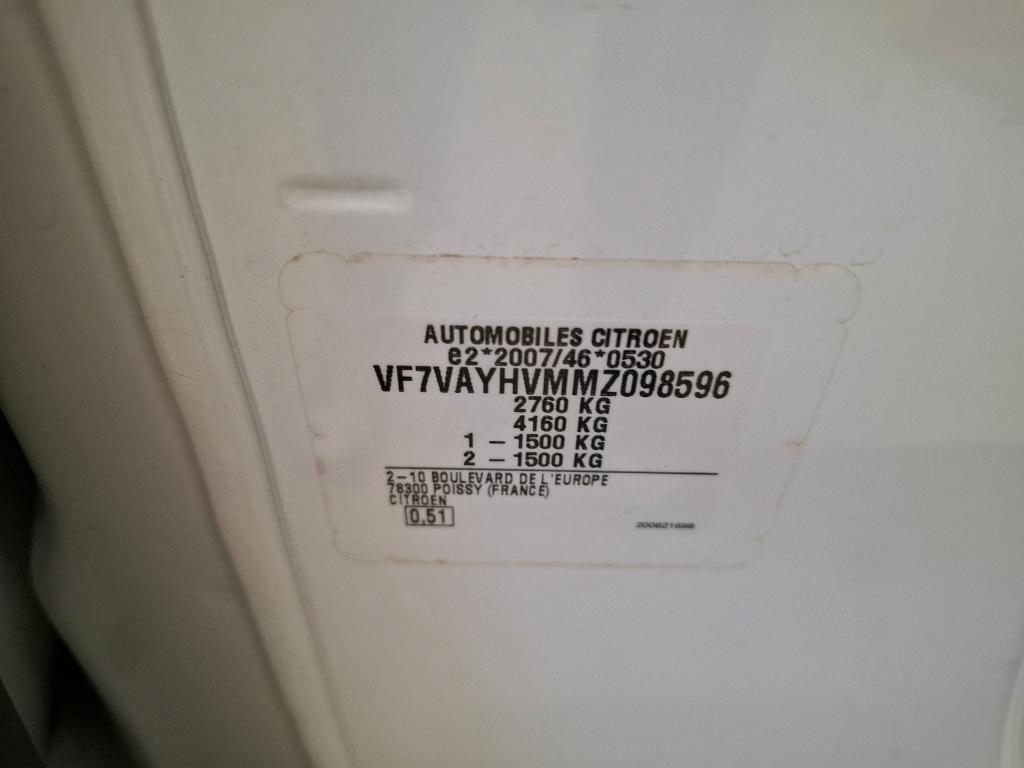 AUTOMOBILES CITROEN
e2*2007/46*0530
VF7VAYHVMMZ098596
2760 KG
4160 KG
1 – 1500 KG
2 – 1500 KG
2–10 BOULEVARD DE L'EUROPE
78300 POISSY (FRANCE)
CITROEN
0,51